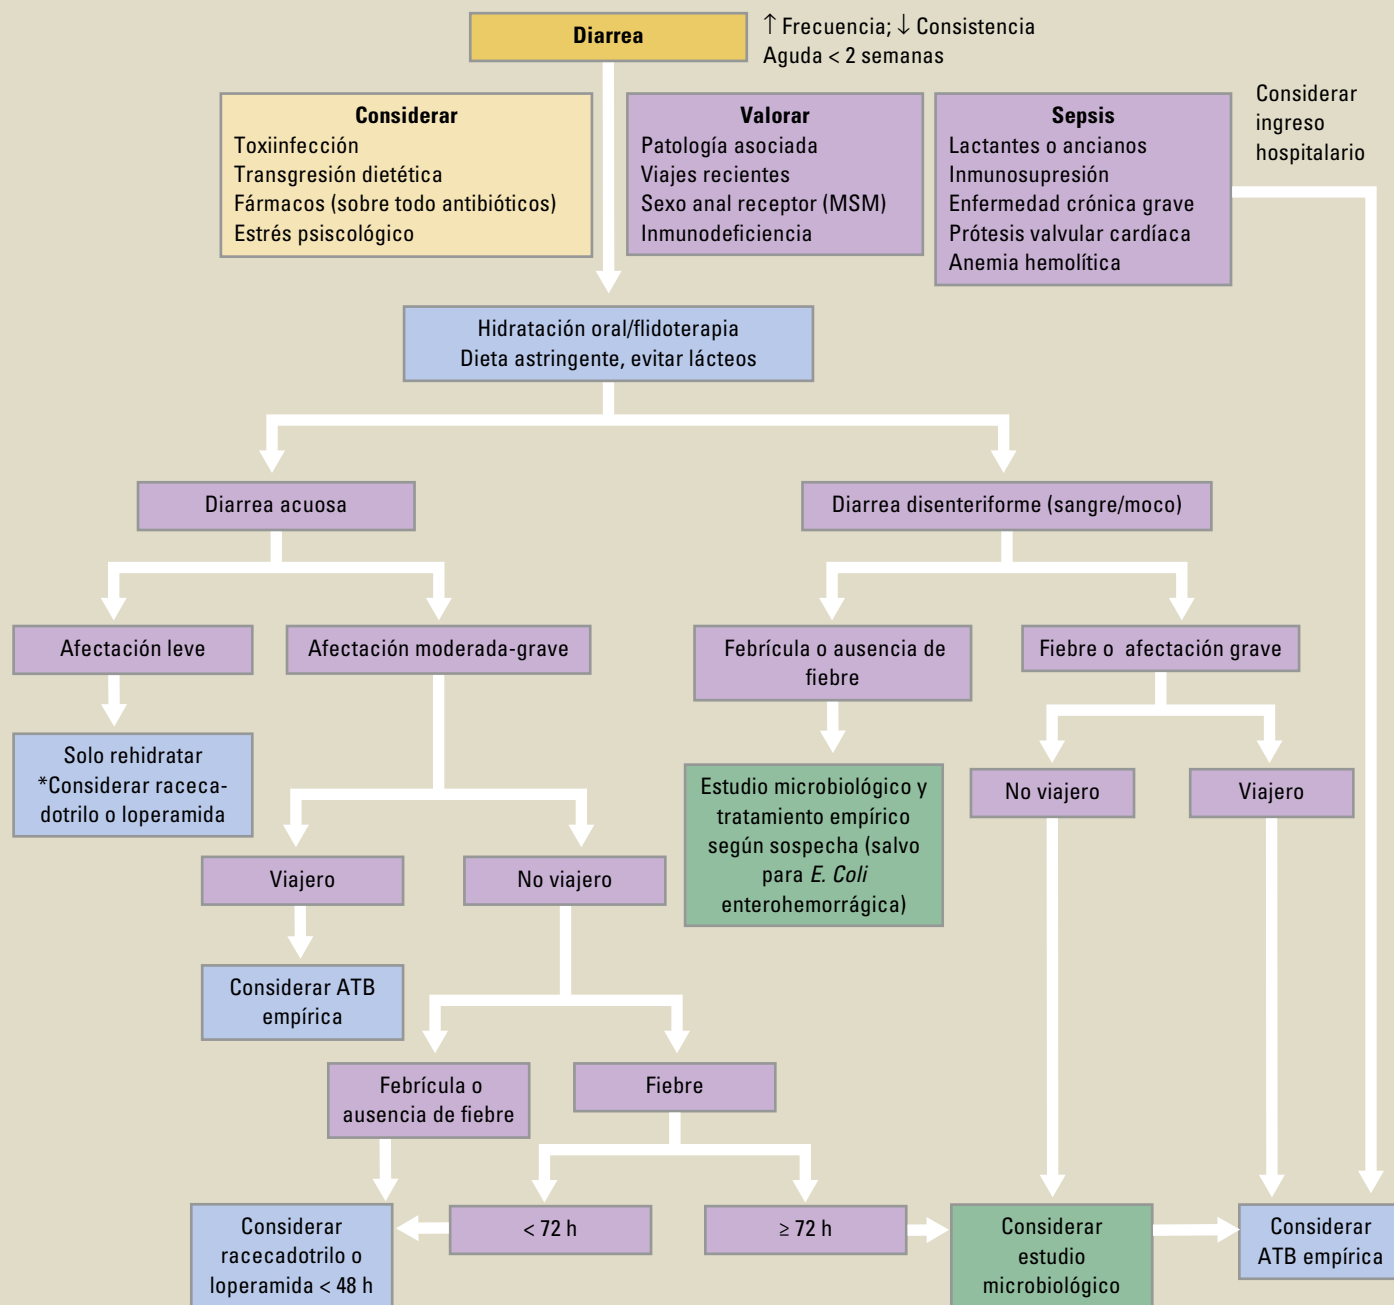 Diarrea
↑ Frecuencia; ↓ Consistencia
Aguda < 2 semanas
Considerar
Toxiinfección
Transgresión dietética
Fármacos (sobre todo antibióticos)
Estrés psiscológico
Valorar
Patología asociada
Viajes recientes
Sexo anal receptor (MSM)
Inmunodeficiencia
Sepsis
Lactantes o ancianos
Inmunosupresión
Enfermedad crónica grave
Prótesis valvular cardíaca
Anemia hemolítica
Considerar
ingreso
hospitalario
Hidratación oral/flidoterapia
Dieta astringente, evitar lácteos
Diarrea acuosa
Diarrea disenteriforme (sangre/moco)
Afectación leve
Afectación moderada-grave
Febrícula o ausencia de
fiebre
Fiebre o afectación grave
Solo rehidratar
*Considerar raceca-
dotrilo o loperamida
Estudio microbiológico y
tratamiento empírico
según sospecha (salvo
para E. Coli
enterohemorrágica)
No viajero
Viajero
Viajero
No viajero
Considerar ATB
empírica
Febrícula o
ausencia de fiebre
Fiebre
Considerar
racecadotrilo o
loperamida < 48 h
< 72 h
≥ 72 h
Considerar
estudio
microbiológico
Considerar
ATB empírica